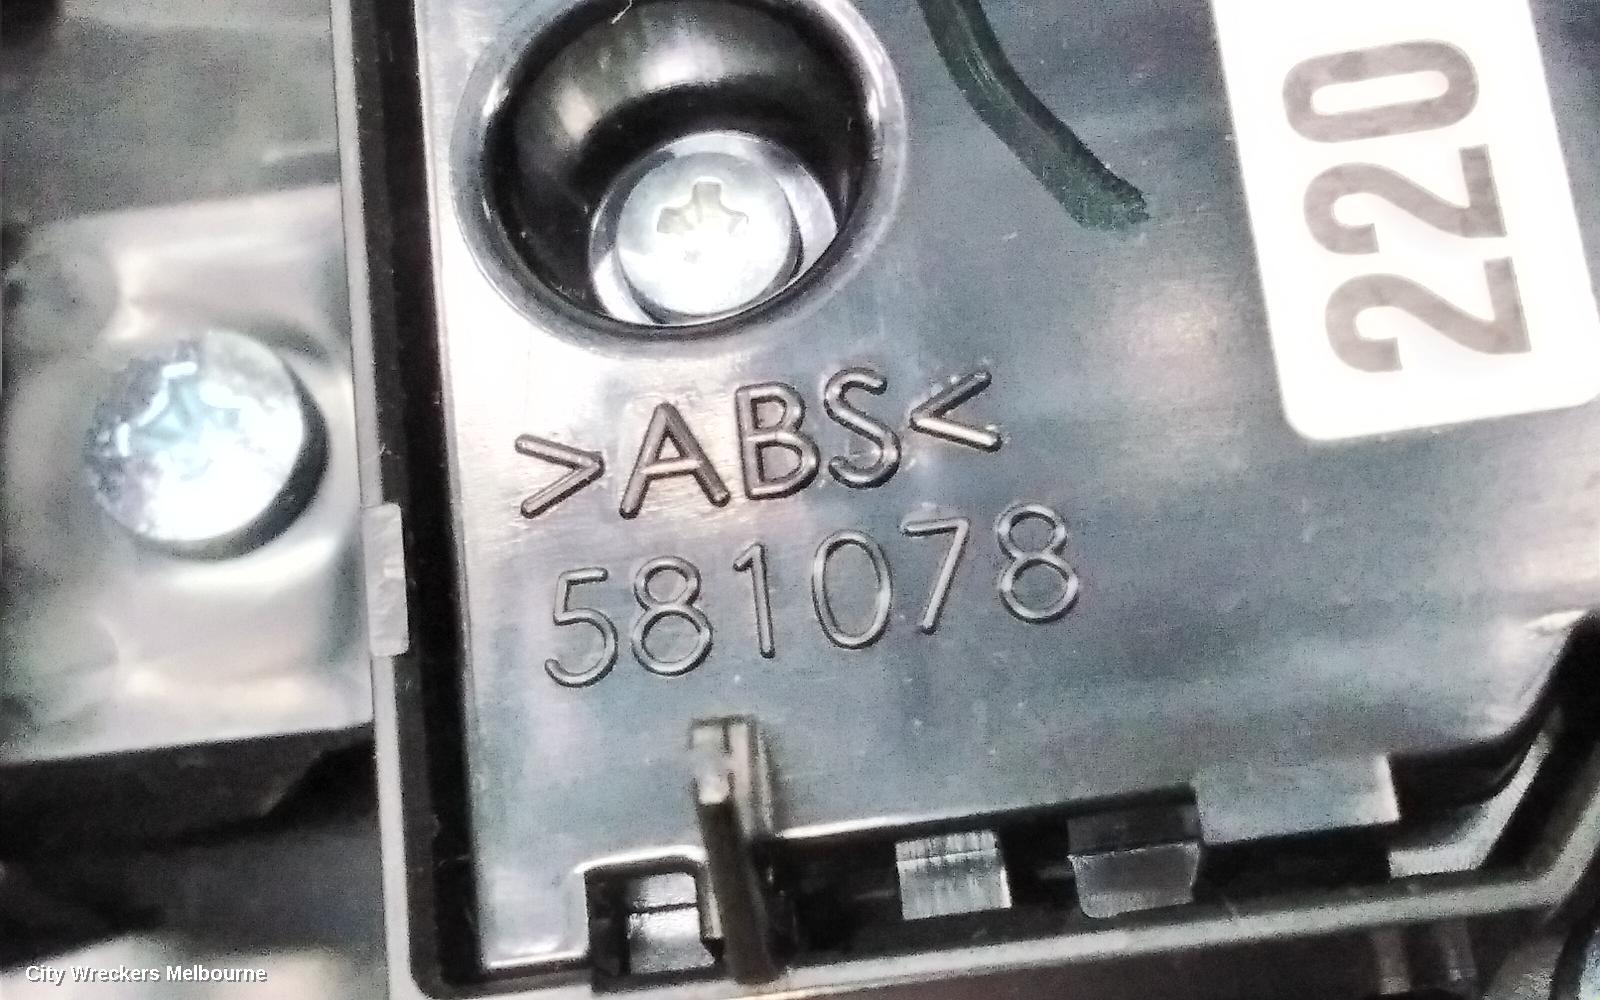 220
>ABS<
581078
City Wreckers Melbourne